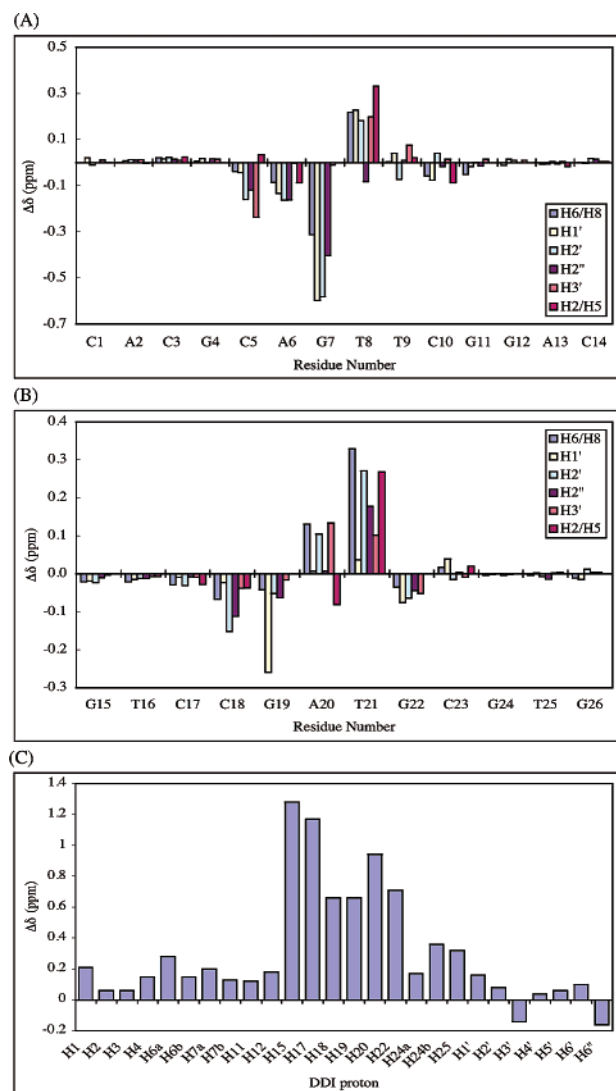 (A)
0.5
0.3
0.1
-0.1
-0.3
-0.5
-0.7
Δδ (ppm)
H6/H8
H1'
H2'
H2"
H3'
H2/H5
C1 A2 C3 G4 C5 A6 G7 T8 T9 C10 G11 G12 A13 C14
Residue Number
(B)
0.4
0.3
0.2
0.1
0.0
-0.1
-0.2
-0.3
Δδ (ppm)
H6/H8
H1'
H2'
H2"
H3'
H2/H5
G15 T16 C17 C18 G19 A20 T21 G22 C23 G24 T25 G26
Residue Number
(C)
1.4
1.2
1
0.8
0.6
0.4
0.2
0
-0.2
Δδ (ppm)
H1 H2 H3 H4 H6a H6b H7a H7b H11 H12 H15 H17 H18 H19 H20 H22 H24a H24b H25 H1' H2' H3' H4' H5' H6' H6"
DDI proton